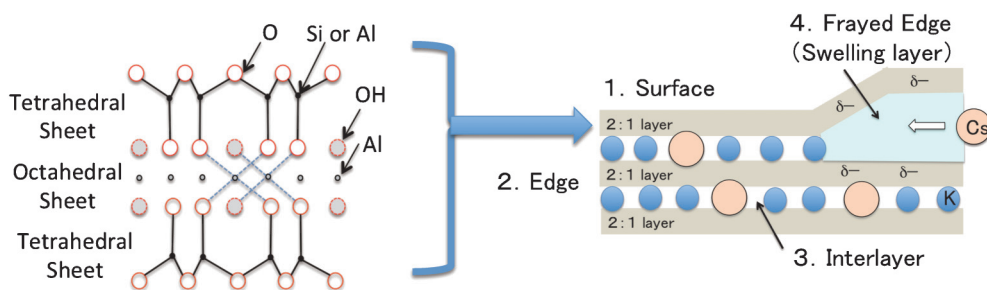 O
Si or Al
Tetrahedral
Sheet
OH
Al
Octahedral
Sheet
Tetrahedral
Sheet
4. Frayed Edge
(Swelling layer)
1. Surface
δ−
δ−
2:1 layer
Cs
2. Edge
2:1 layer
δ−
δ−
K
2:1 layer
3. Interlayer